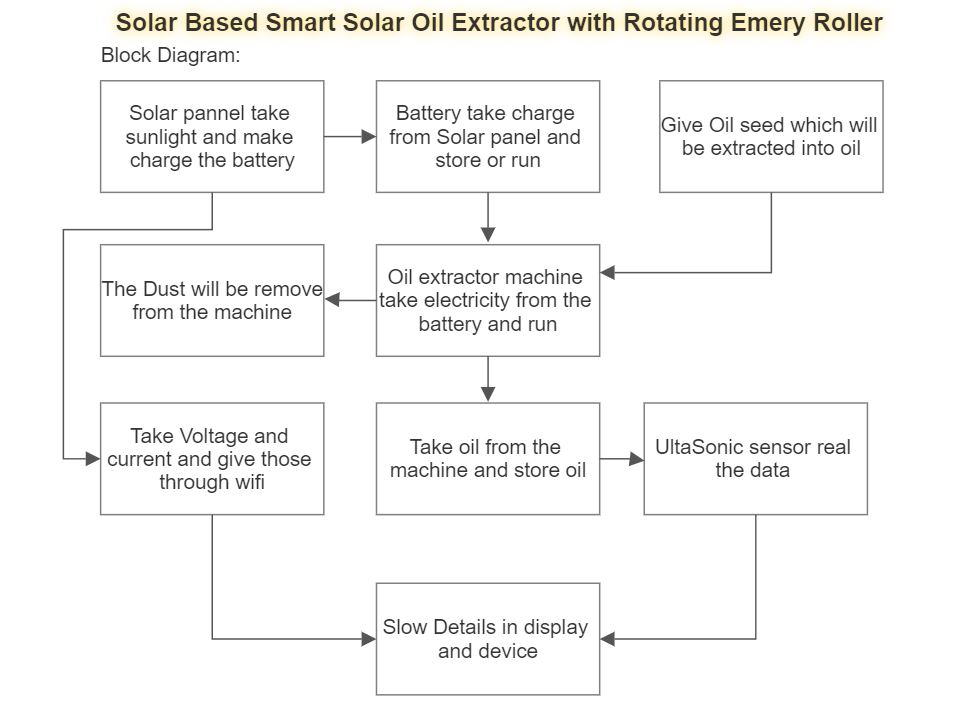 Solar Based Smart Solar Oil Extractor with Rotating Emery Roller
Block Diagram:
Solar pannel take
sunlight and make
charge the battery
Battery take charge
from Solar panel and
store or run
Give Oil seed which will
be extracted into oil
The Dust will be remove
from the machine
Oil extractor machine
take electricity from the
battery and run
Take Voltage and
current and give those
through wifi
Take oil from the
machine and store oil
UltaSonic sensor real
the data
Slow Details in display
and device